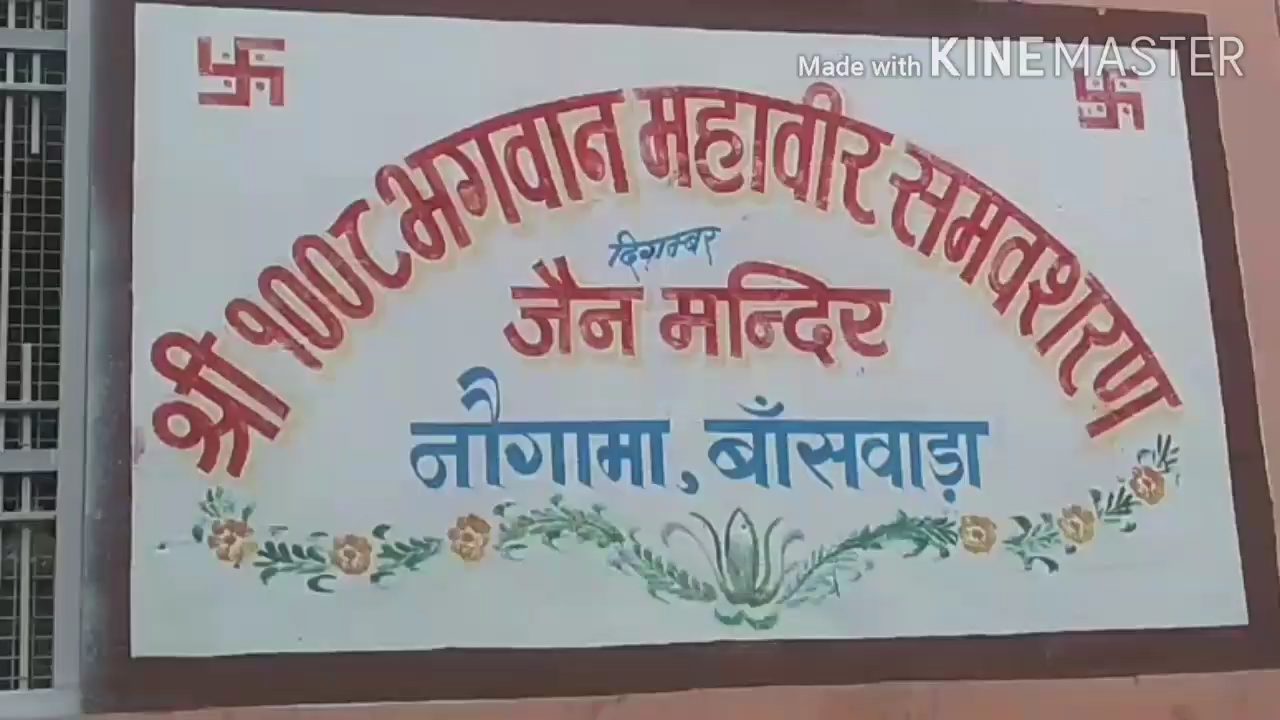 Made with KINEMASTER
श्री १००८ भगवान महावीर समवशरण
दिगम्बर
जैन मन्दिर
नौगामा, बाँसवाड़ा